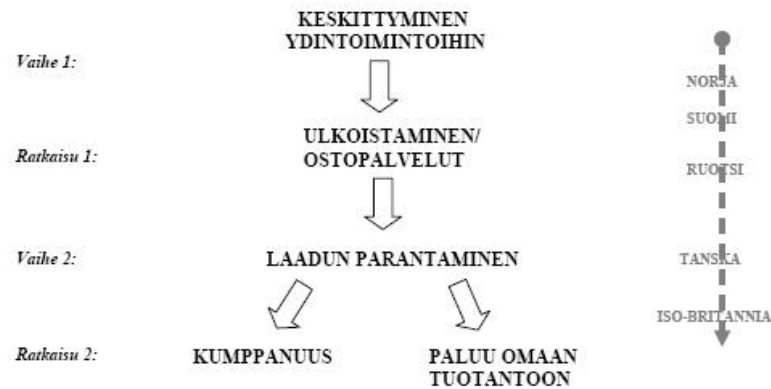 KESKITTYMINEN
YDINTOIMINTOIHIN
Vaihe 1:
NORJA
SUOMI
ULKOISTAMINEN/
Ratkaisu 1:
OSTOPALVELUT
RUOTSI
Vaihe 2:
LAADUN PARANTAMINEN
TANSKA
ISO-BRITANNIA
Ratkaisu 2:
KUMPPANUUS
PALUU OMAAN
TUOTANTOON